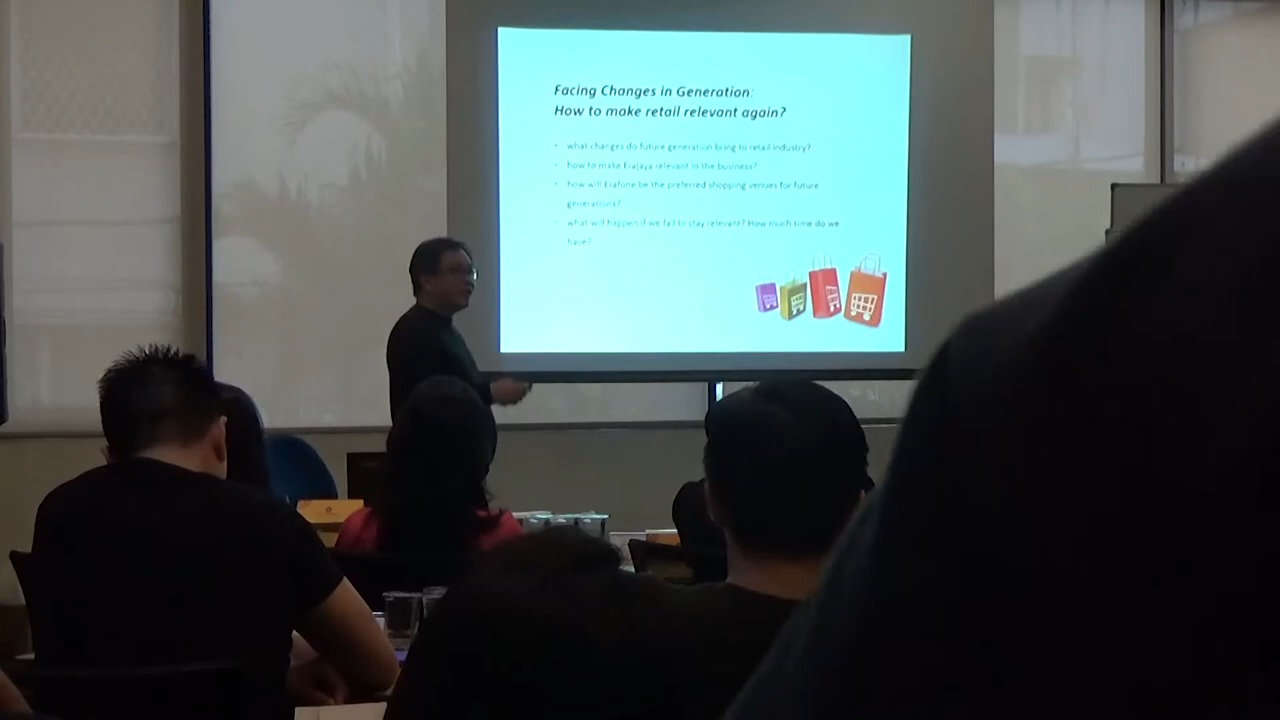 Facing Changes in Generation:
How to make retail relevant again?
• what changes do future generation bring to retail industry?
• how to make Erajaya relevant in the business?
• how will Erafone be the preferred shopping venues for future
generations?
• what will happen if we fail to stay relevant? How much time do we
have?